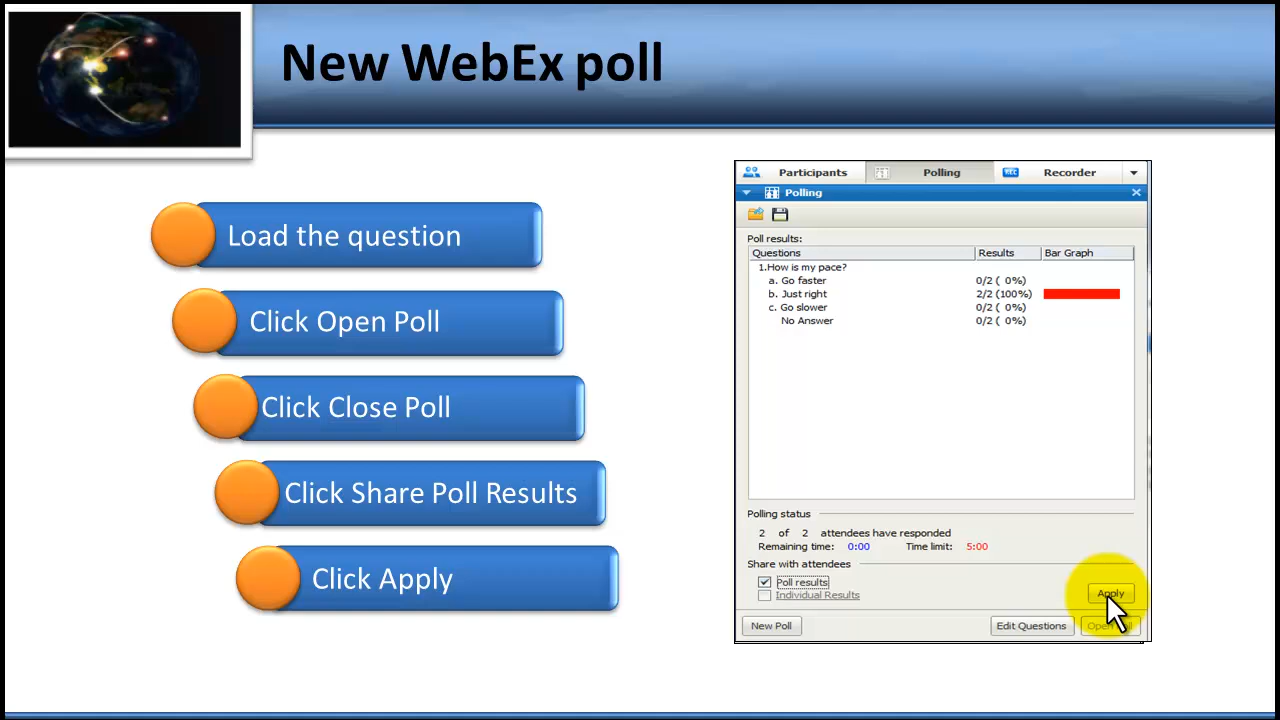 New WebEx poll
Load the question
Click Open Poll
Click Close Poll
Click Share Poll Results
Click Apply
Participants Polling REC Recorder
Polling
Poll results:
Questions Results Bar Graph
1.How is my pace?
a. Go faster 0/2 ( 0%)
b. Just right 2/2 (100%)
c. Go slower 0/2 ( 0%)
No Answer 0/2 ( 0%)
Polling status
2 of 2 attendees have responded
Remaining time: 0:00 Time limit: 5:00
Share with attendees
Poll results
Individual Results
Apply
New Poll Edit Questions Open